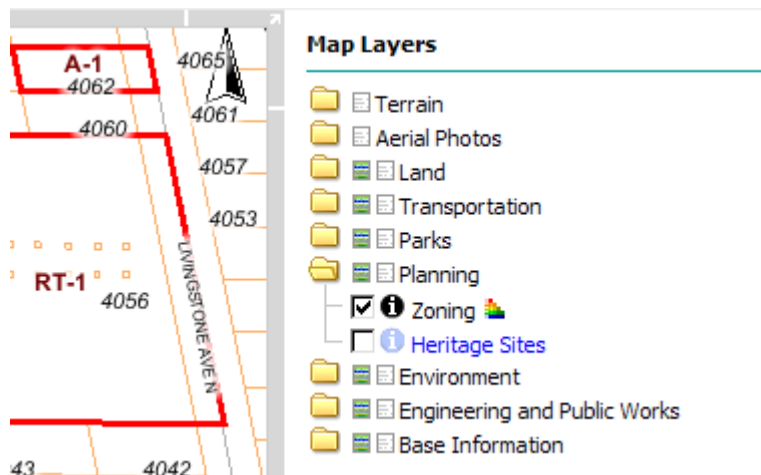 A-1
4062
4065
4061
4060
4057
4053
RT-1
4056
LIVINGSTONE AVE N
43
4042
Map Layers
Terrain
Aerial Photos
Land
Transportation
Parks
Planning
Zoning
Heritage Sites
Environment
Engineering and Public Works
Base Information